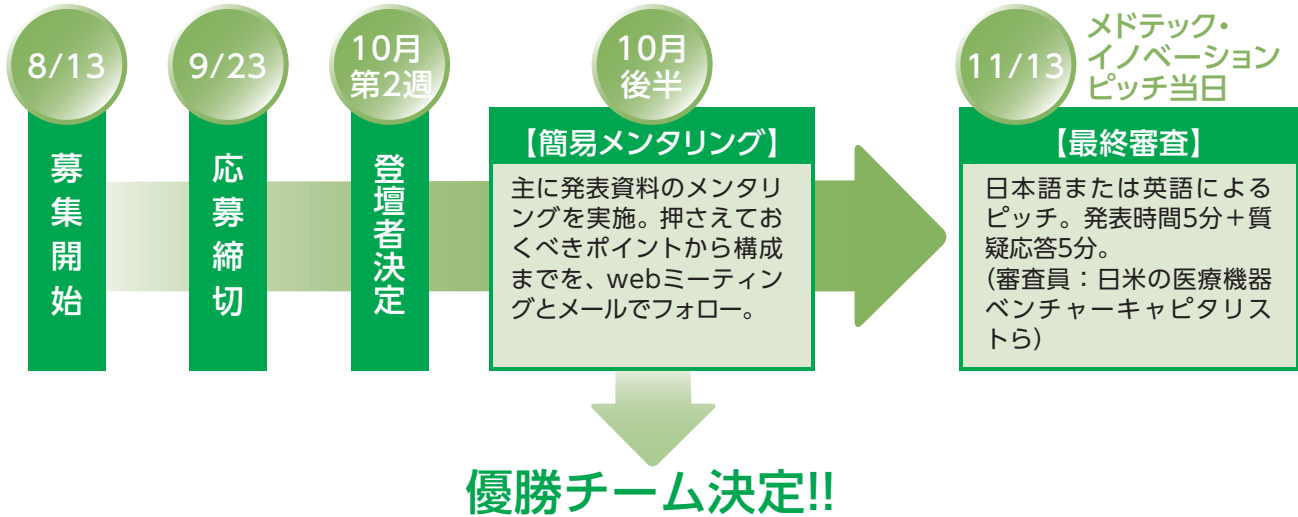 8/13
募集開始
9/23
応募締切
10月
第2週
登壇者決定
10月
後半
【簡易メンタリング】
主に発表資料のメンタリ
ングを実施。押さえてお
くべきポイントから構成
までを、webミーティン
グとメールでフォロー。
11/13
メドテック・
イノベーション
ピッチ当日
【最終審査】
日本語または英語による
ピッチ。発表時間5分＋質
疑応答5分。
(審査員：日米の医療機器
ベンチャーキャピタリス
トら)
優勝チーム決定!!